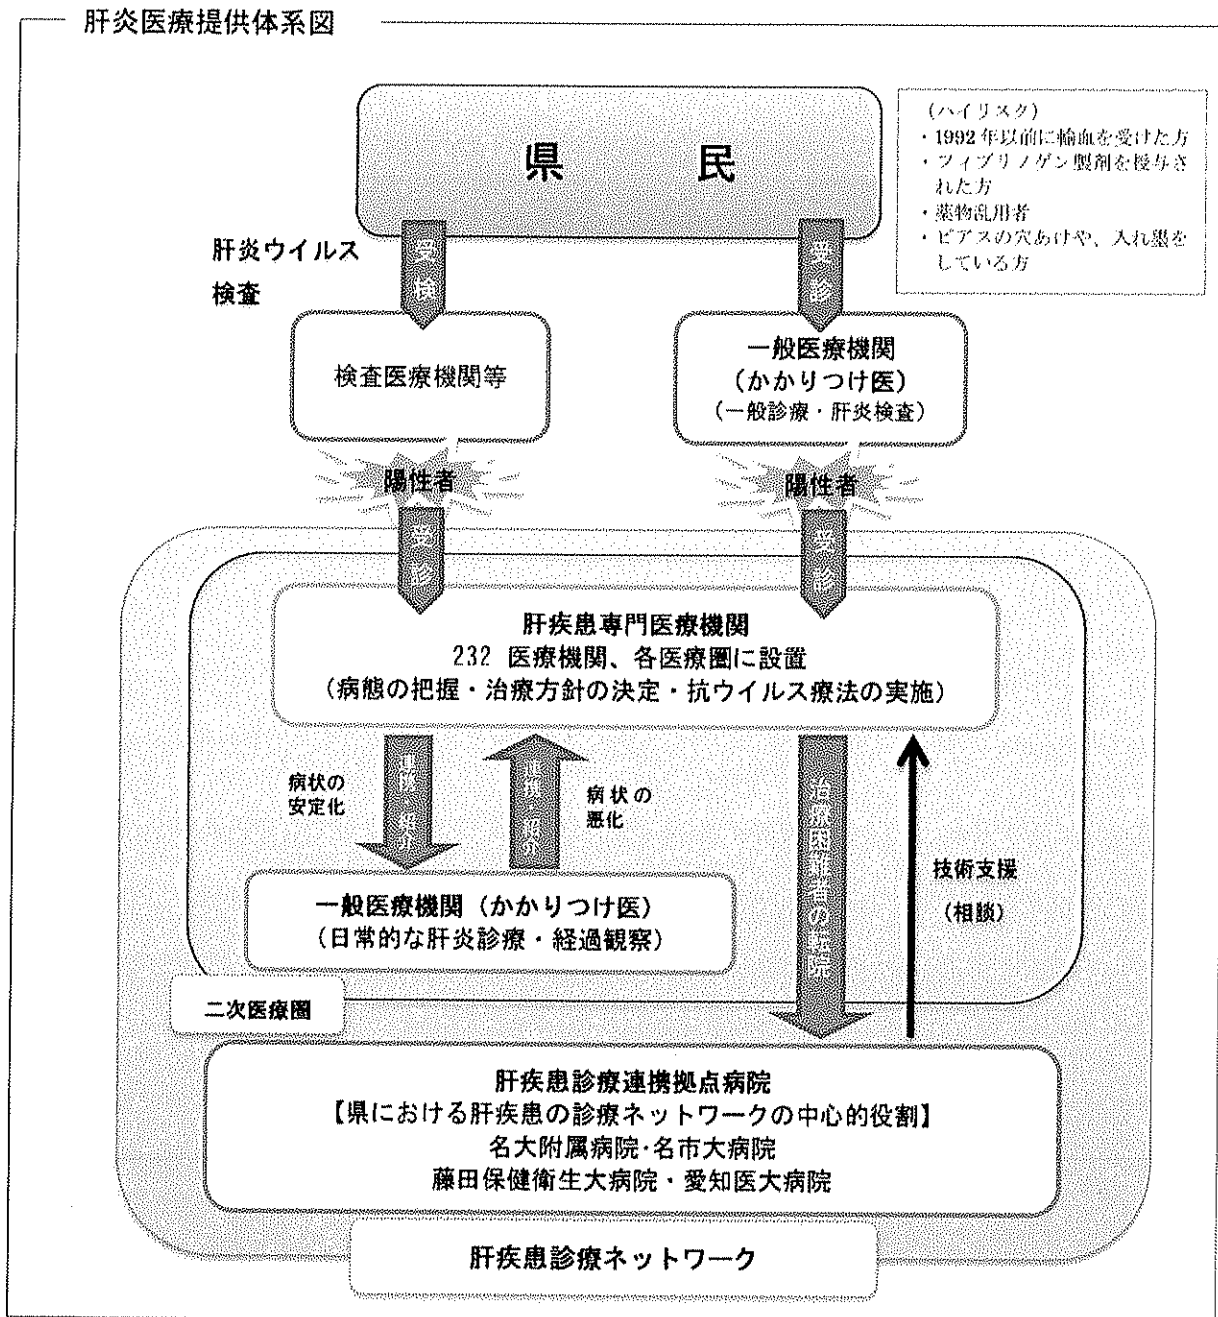 肝炎医療提供体系図
県 民
(ハイリスク)
・1992年以前に輸血を受けた方
・フィブリノゲン製剤を投与さ
れた方
・薬物乱用者
・ピアスの穴あけや、入れ墨を
している方
肝炎ウイルス
検査
受検
受診
検査医療機関等
一般医療機関
(かかりつけ医)
(一般診療・肝炎検査)
陽性者
陽性者
受診
受診
肝疾患専門医療機関
232 医療機関、各医療圏に設置
(病態の把握・治療方針の決定・抗ウイルス療法の実施)
病状の
安定化
連携・紹介
連携・紹介
病状の
悪化
治療困難者の転院
技術支援
(相談)
一般医療機関(かかりつけ医)
(日常的な肝炎診療・経過観察)
二次医療圏
肝疾患診療連携拠点病院
【県における肝疾患の診療ネットワークの中心的役割】
名大附属病院・名市大病院
藤田保健衛生大病院・愛知医大病院
肝疾患診療ネットワーク